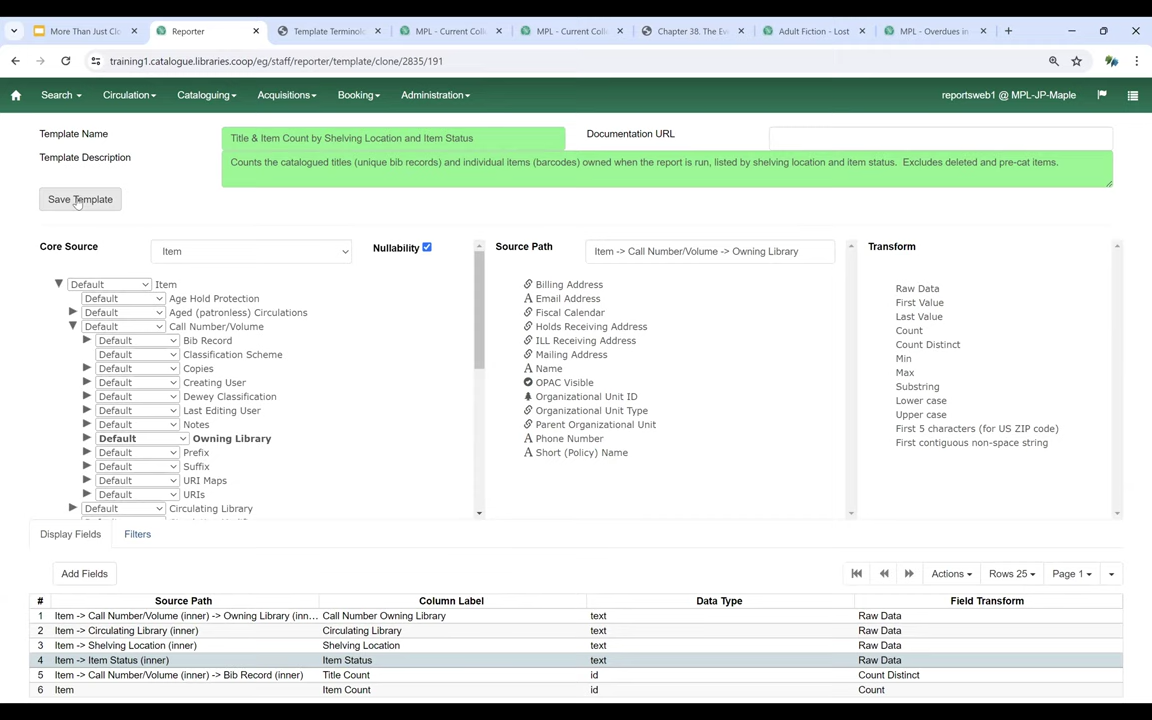 More Than Just Clo
Reporter
Template Terminolo
MPL - Current Colle
MPL - Current Colle
Chapter 38. The Eve
Adult Fiction - Lost
MPL - Overdues in
training1.catalogue.libraries.coop/eg/staff/reporter/template/clone/2835/191
Search Circulation Cataloguing Acquisitions Booking Administration reportsweb1 @ MPL-JP-Maple
Template Name Title & Item Count by Shelving Location and Item Status Documentation URL
Template Description Counts the catalogued titles (unique bib records) and individual items (barcodes) owned when the report is run, listed by shelving location and item status. Excludes deleted and pre-cat items.
Save Template
Core Source Item Nullability Source Path Item -> Call Number/Volume -> Owning Library Transform
Default Item
Default Age Hold Protection
Default Aged (patronless) Circulations
Default Call Number/Volume
Default Bib Record
Default Classification Scheme
Default Copies
Default Creating User
Default Dewey Classification
Default Last Editing User
Default Notes
Default Owning Library
Default Prefix
Default Suffix
Default URI Maps
Default URIs
Default Circulating Library
Billing Address
Email Address
Fiscal Calendar
Holds Receiving Address
ILL Receiving Address
Mailing Address
Name
OPAC Visible
Organizational Unit ID
Organizational Unit Type
Parent Organizational Unit
Phone Number
Short (Policy) Name
Raw Data
First Value
Last Value
Count
Count Distinct
Min
Max
Substring
Lower case
Upper case
First 5 characters (for US ZIP code)
First contiguous non-space string
Display Fields Filters
Add Fields Actions Rows 25 Page 1
# Source Path Column Label Data Type Field Transform
1 Item -> Call Number/Volume (inner) -> Owning Library (inn... Call Number Owning Library text Raw Data
2 Item -> Circulating Library (inner) Circulating Library text Raw Data
3 Item -> Shelving Location (inner) Shelving Location text Raw Data
4 Item -> Item Status (inner) Item Status text Raw Data
5 Item -> Call Number/Volume (inner) -> Bib Record (inner) Title Count id Count Distinct
6 Item Item Count id Count